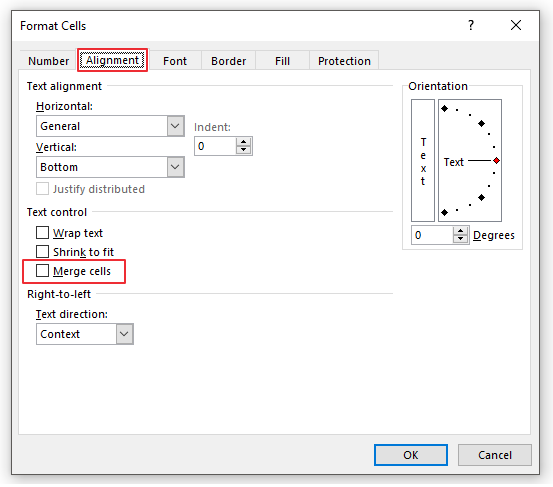 Format Cells ? ×
Number Alignment Font Border Fill Protection
Text alignment
Horizontal:
General
Indent:
0
Vertical:
Bottom
Justify distributed
Text control
Wrap text
Shrink to fit
Merge cells
Right-to-left
Text direction:
Context
Orientation
Text
Text
0 Degrees
OK Cancel